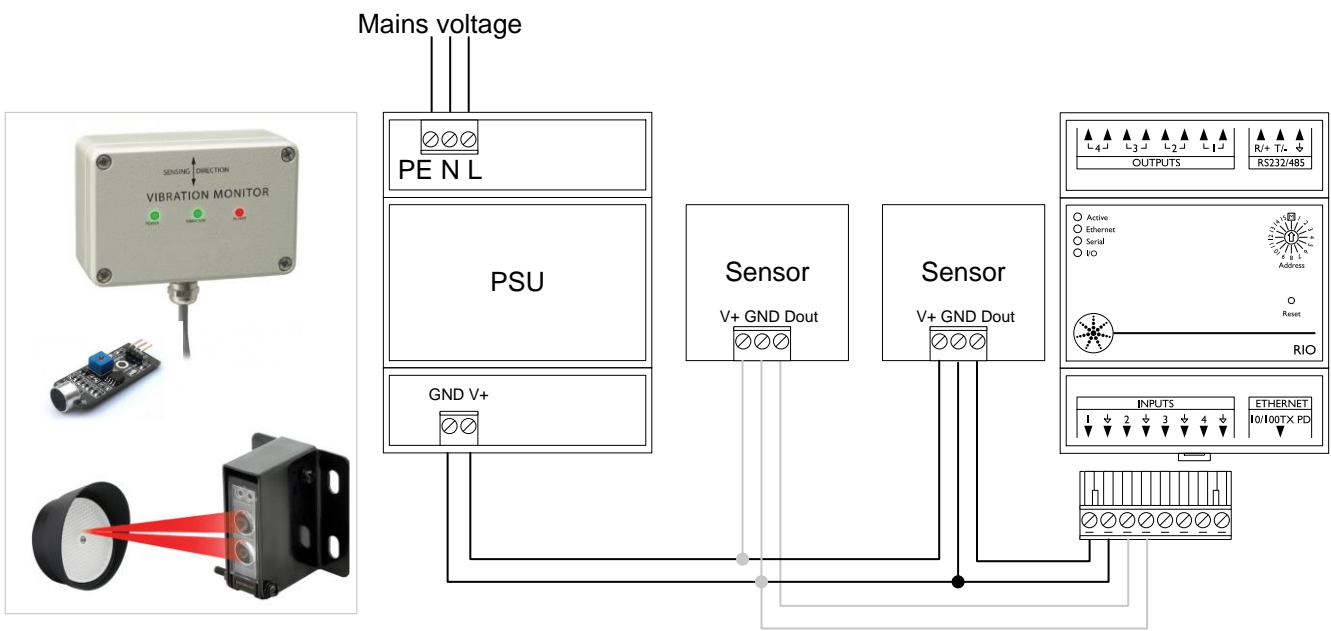 Mains voltage
SENSING DIRECTION
VIBRATION MONITOR
PE N L
PSU
GND V+
Sensor
V+ GND Dout
Sensor
V+ GND Dout
4 3 2 1
OUTPUTS
R/+ T/-
RS232/485
Active
Ethernet
Serial
I/O
Address
Reset
RIO
INPUTS
1 2 3 4
ETHERNET
10/100TX PD